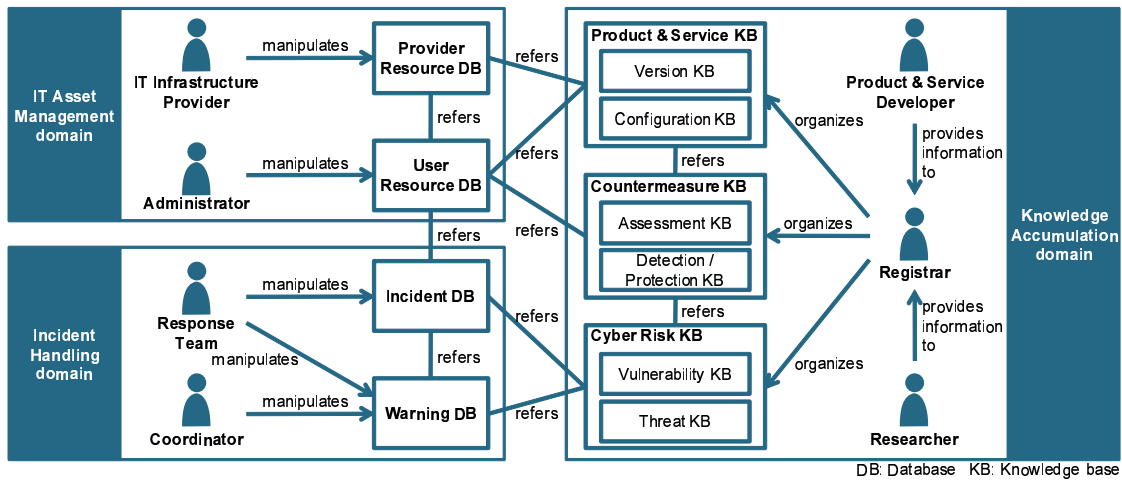 IT Asset
Management
domain
IT Infrastructure
Provider
manipulates
Provider
Resource DB
refers
Administrator
manipulates
User
Resource DB
refers
refers
refers
refers
Incident
Handling
domain
Response
Team
manipulates
manipulates
Incident DB
refers
Coordinator
manipulates
Warning DB
refers
refers
Product & Service KB
Version KB
Configuration KB
refers
Countermeasure KB
Assessment KB
Detection /
Protection KB
refers
Cyber Risk KB
Vulnerability KB
Threat KB
organizes
organizes
organizes
Product & Service
Developer
provides
information
to
Registrar
provides
information
to
Researcher
Knowledge
Accumulation
domain
DB: Database KB: Knowledge base